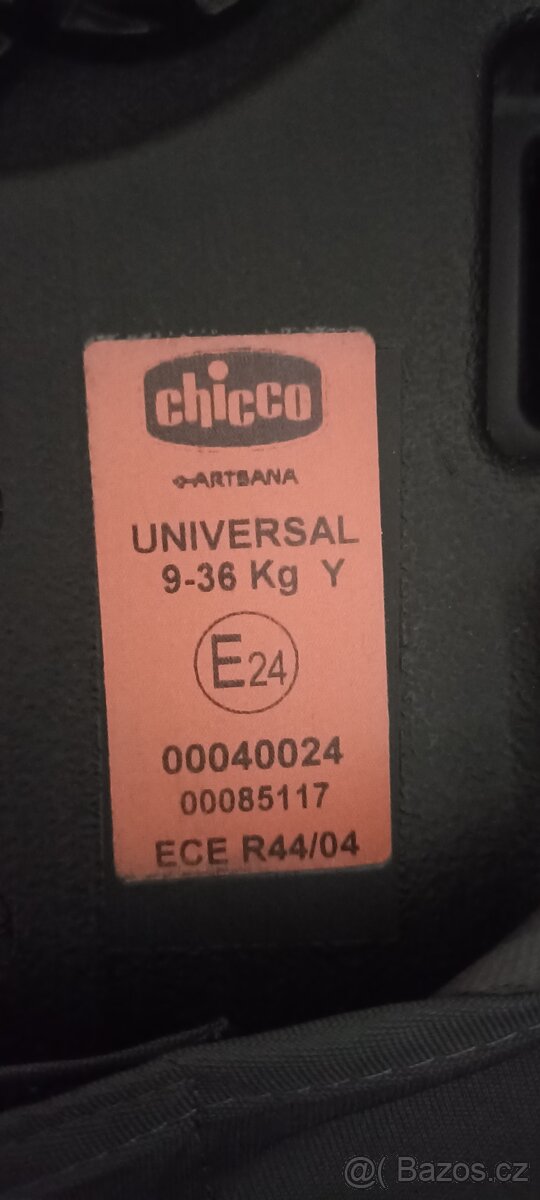 chicco
ARTSANA
UNIVERSAL
9-36 Kg Y
E24
00040024
00085117
ECE R44/04
@( Bazos.cz